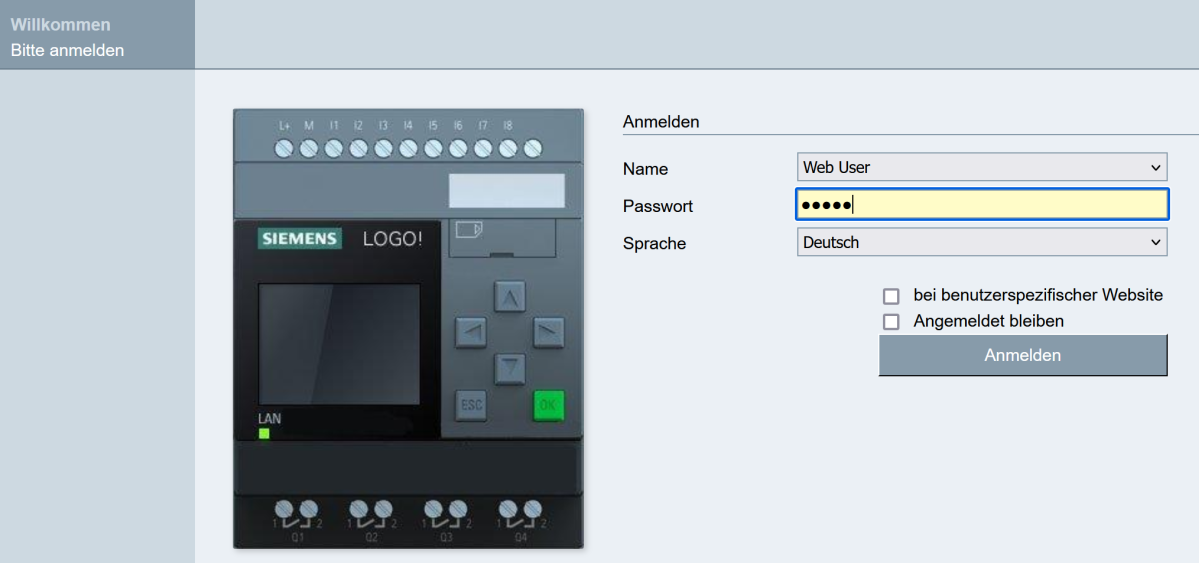 Willkommen
Bitte anmelden
L+ M I1 I2 I3 I4 I5 I6 I7 I8
SIEMENS LOGO!
ESC OK
LAN
1 2 1 2 1 2 1 2
Q1 Q2 Q3 Q4
Anmelden
Name Web User
Passwort •••••
Sprache Deutsch
bei benutzerspezifischer Website
Angemeldet bleiben
Anmelden